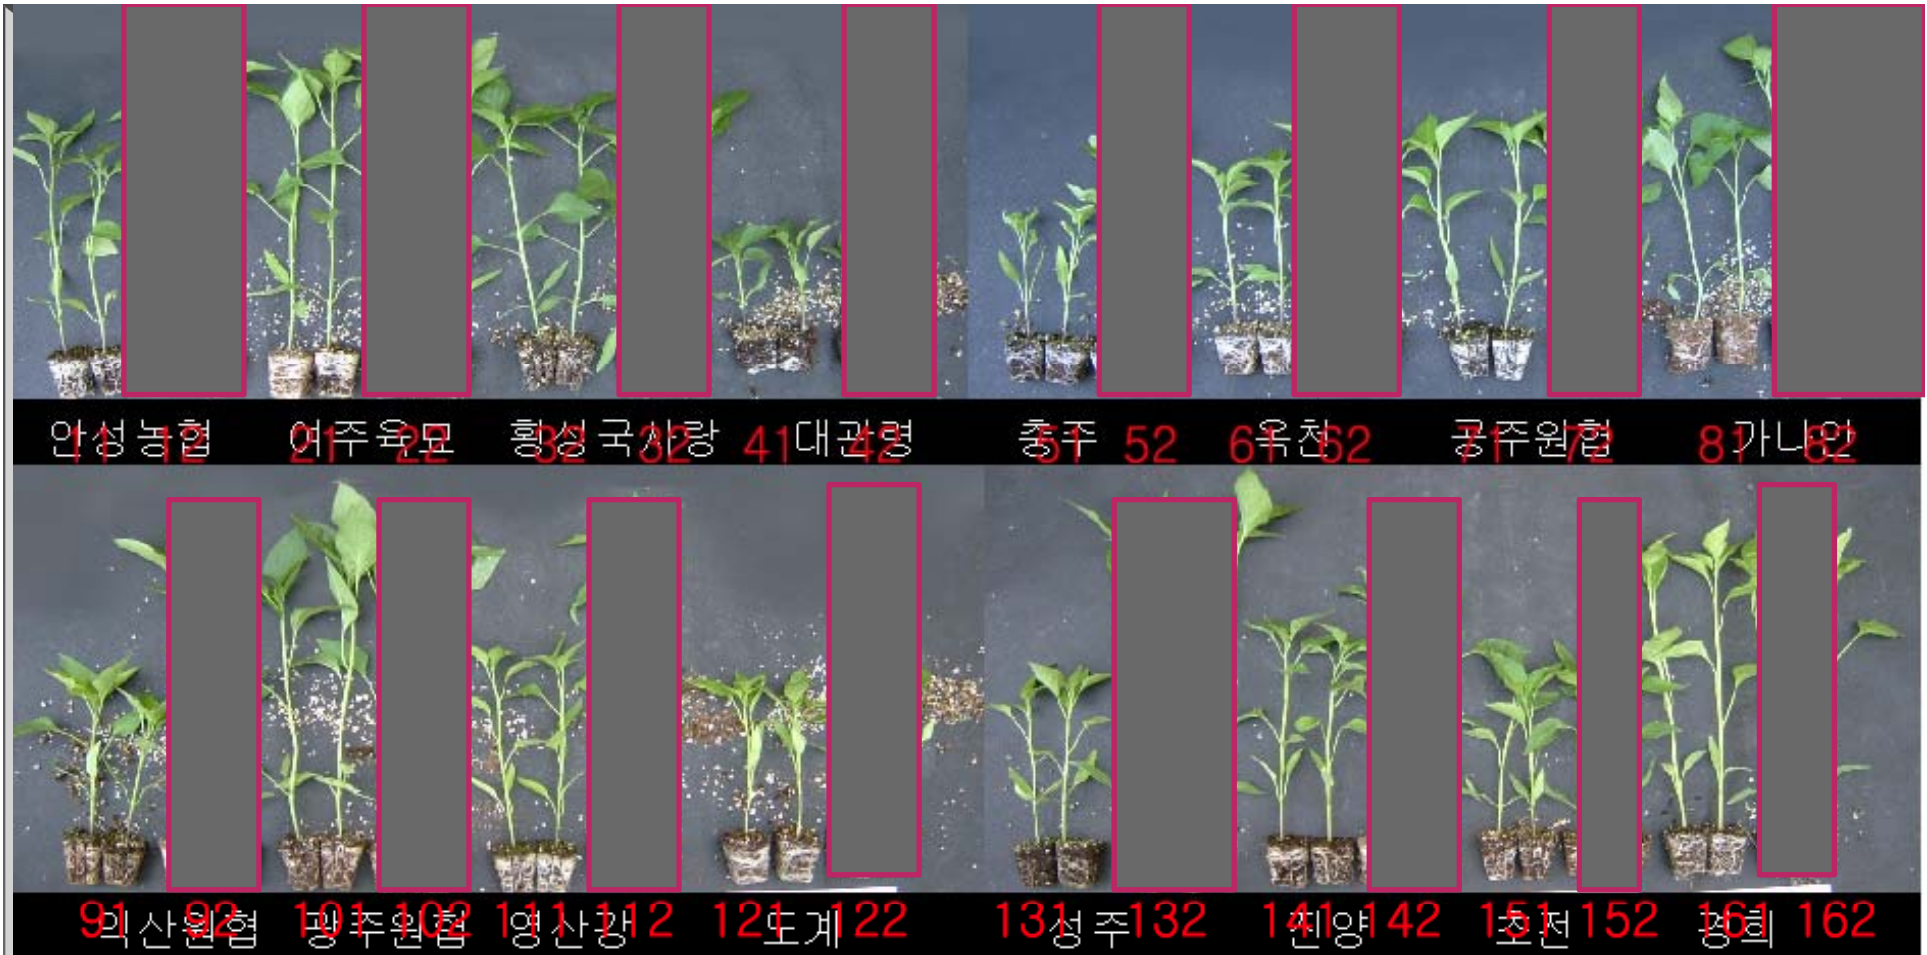 안성농협 여주육묘 횡성국사랑 대관령 충주 옥천 공주원협 가나안
11 12 21 22 32 32 41 42 51 52 61 62 71 72 81 82
익산원협 광주원협 영산강 도계 성주 진양 초전 광희
91 92 101 102 111 112 121 122 131 132 141 142 151 152 161 162